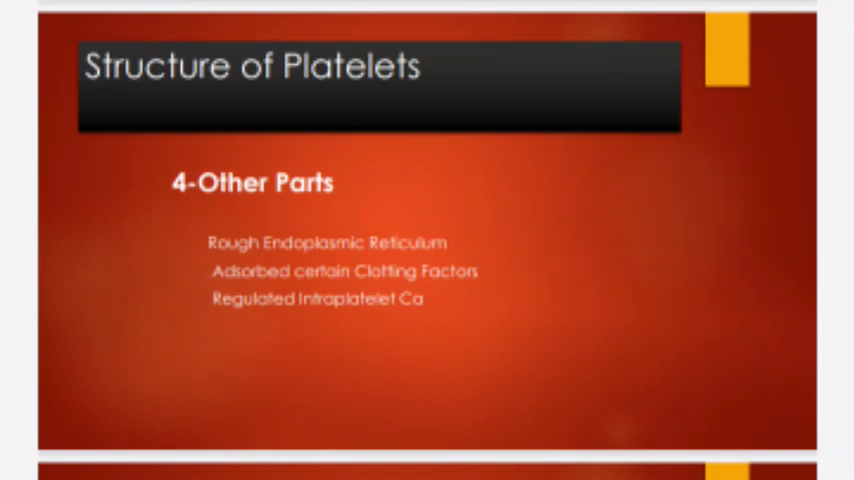 Structure of Platelets
4-Other Parts
Rough Endoplasmic Reticulum
Adsorbed certain Clotting Factors
Regulated Intraplatelet Ca